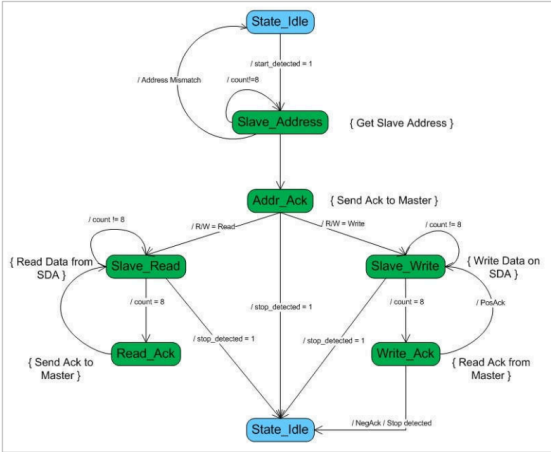 State_Idle
/ start_detected = 1
/ Address Mismatch
/ count!=8
Slave_Address
{ Get Slave Address }
Addr_Ack
{ Send Ack to Master }
/ R/W = Read
/ R/W = Write
/ count != 8
/ count != 8
{ Read Data from
SDA }
Slave_Read
Slave_Write
{ Write Data on
SDA }
/ count = 8
/ stop_detected = 1
/ count = 8
/ PosAck
/ stop_detected = 1
/ stop_detected = 1
Read_Ack
Write_Ack
{ Send Ack to
Master }
{ Read Ack from
Master }
State_Idle
/ NegAck / Stop detected